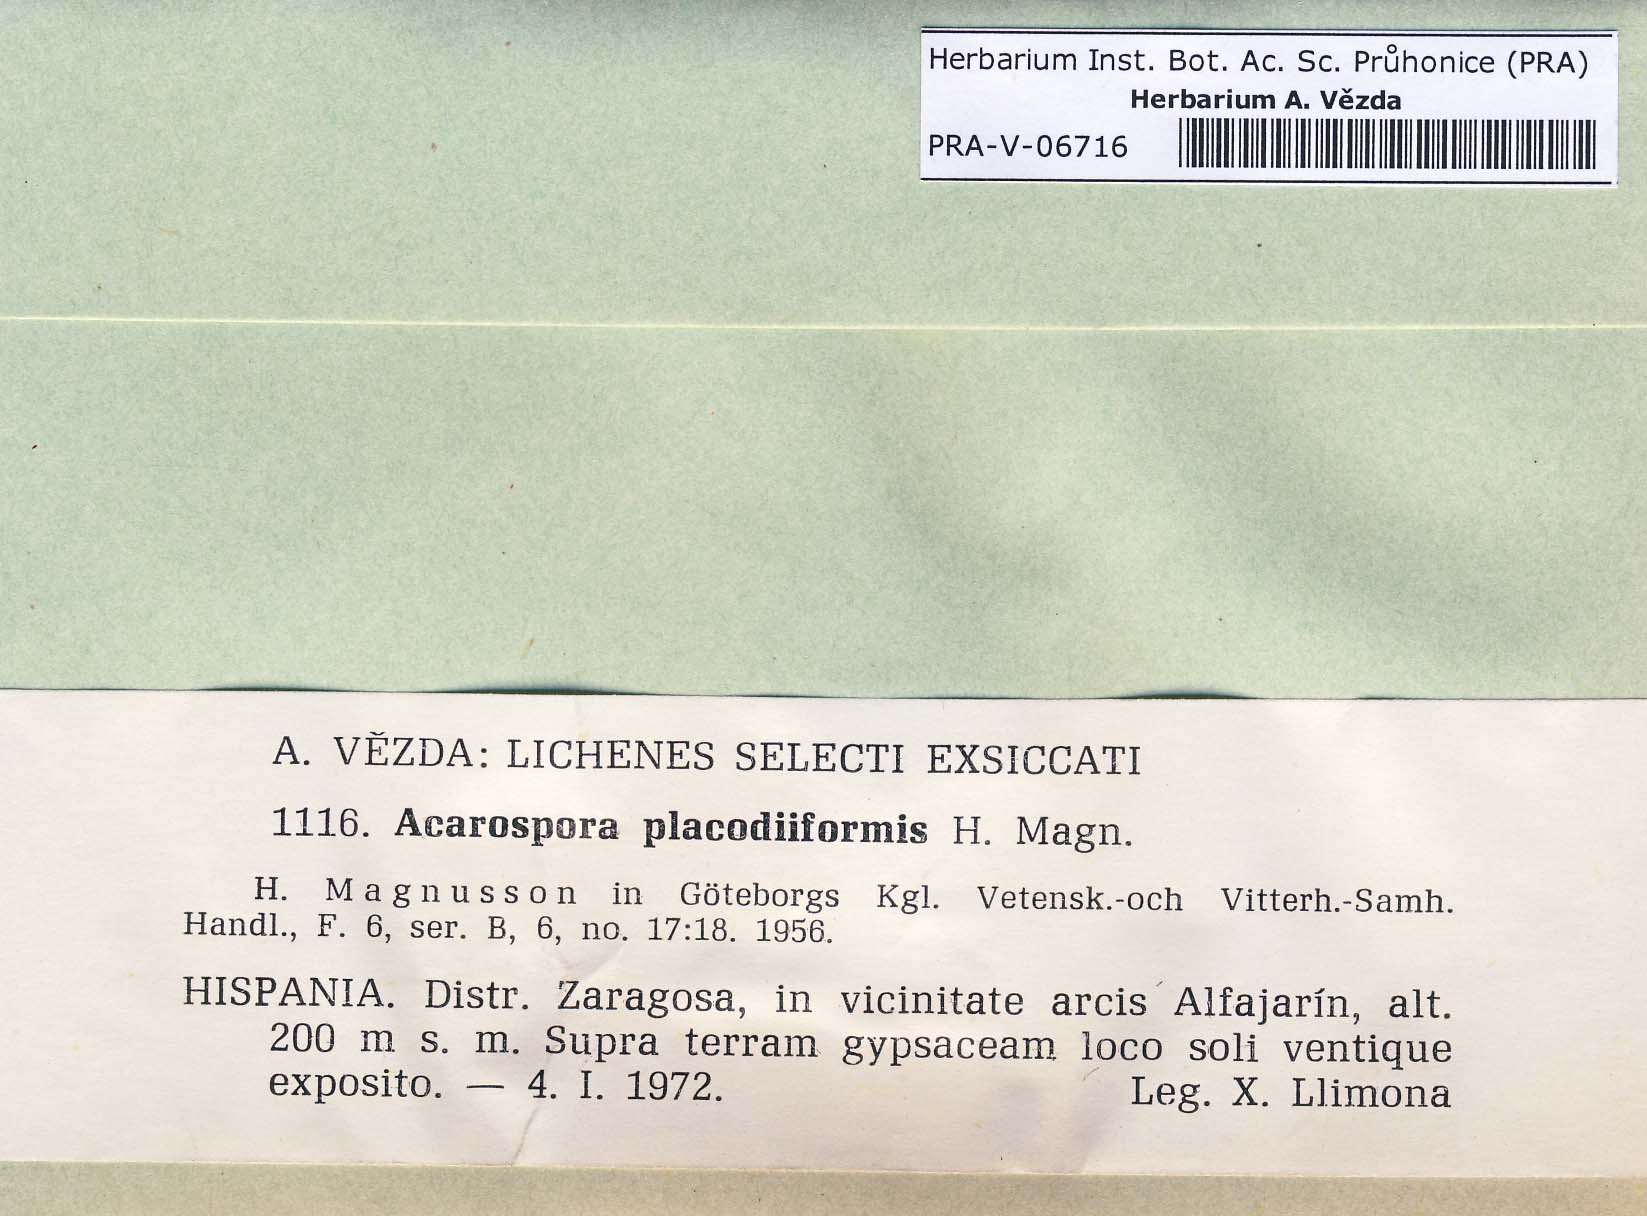 Herbarium Inst. Bot. Ac. Sc. Průhonice (PRA)
Herbarium A. Vězda
PRA-V-06716
A. VĚZDA: LICHENES SELECTI EXSICCATI
1116. Acarospora placodiiformis H. Magn.
H. Magnusson in Göteborgs Kgl. Vetensk.-och Vitterh.-Samh.
Handl., F. 6, ser. B, 6, no. 17:18. 1956.
HISPANIA. Distr. Zaragosa, in vicinitate arcis Alfajarín, alt.
200 m s. m. Supra terram gypsaceam loco soli ventique
exposito. — 4. I. 1972. Leg. X. Llimona